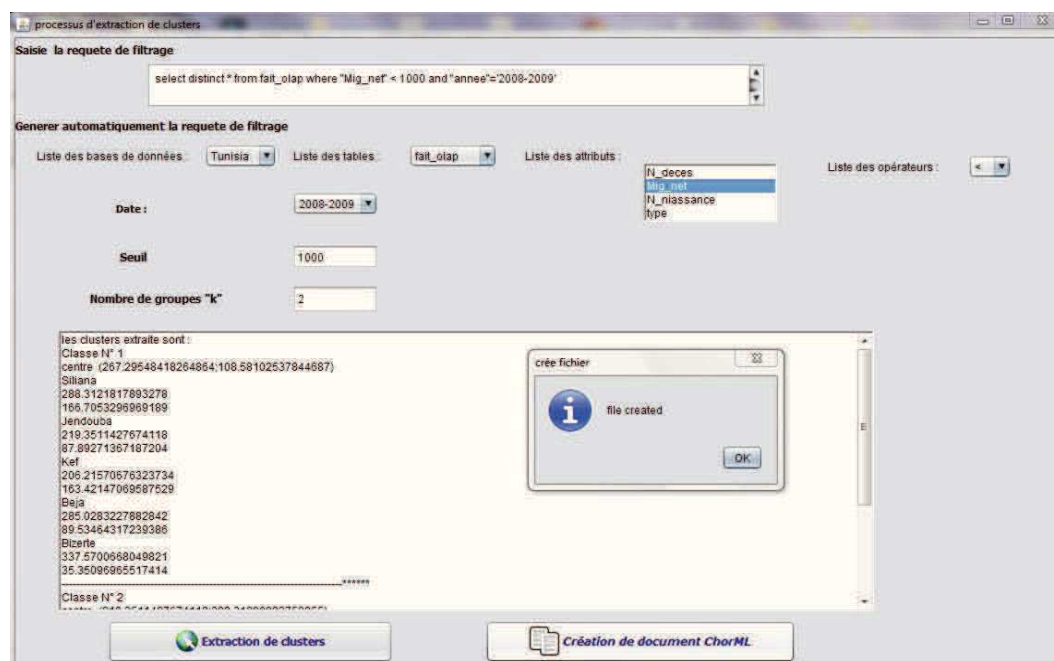 processus d'extraction de clusters
Saisie la requete de filtrage
select distinct * from fait_olap where "Mig_net" < 1000 and "annee"='2008-2009'
Generer automatiquement la requete de filtrage
Liste des bases de données : Tunisia Liste des tables : fait_olap Liste des attributs : Liste des opérateurs : <
N_deces
Mig_net
N_niassance
type
Date : 2008-2009
Seuil 1000
Nombre de groupes "k" 2
les clusters extraite sont :
Classe N° 1
centre (267.29548418264864;108.58102537844687)
Siliana
288.3121817893278
166.7053296969189
Jendouba
219.3511427674118
87.89271367187204
Kef
206.21570676323734
163.42147069587529
Beja
285.0283227882842
89.53464317239386
Bizerte
337.5700668049821
35.35096965517414
******
Classe N° 2
crée fichier
file created
OK
Extraction de clusters
Création de document ChorML